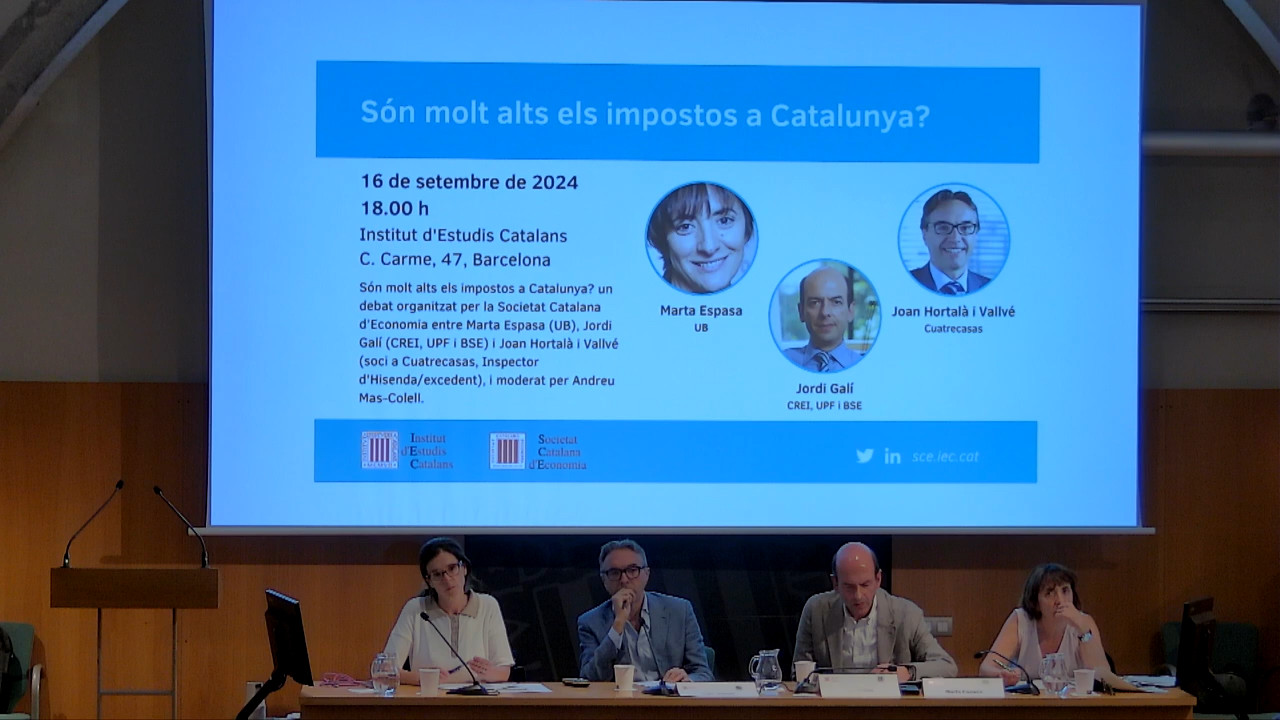 Són molt alts els impostos a Catalunya?
16 de setembre de 2024
18.00 h
Institut d'Estudis Catalans
C. Carme, 47, Barcelona
Són molt alts els impostos a Catalunya? un
debat organitzat per la Societat Catalana
d'Economia entre Marta Espasa (UB), Jordi
Galí (CREI, UPF i BSE) i Joan Hortalà i Vallvé
(soci a Cuatrecasas, Inspector
d'Hisenda/excedent), i moderat per Andreu
Mas-Colell.
Marta Espasa
UB
Jordi Galí
CREI, UPF i BSE
Joan Hortalà i Vallvé
Cuatrecasas
Institut
d'Estudis
Catalans
Societat
Catalana
d'Economia
in
sce.iec.cat